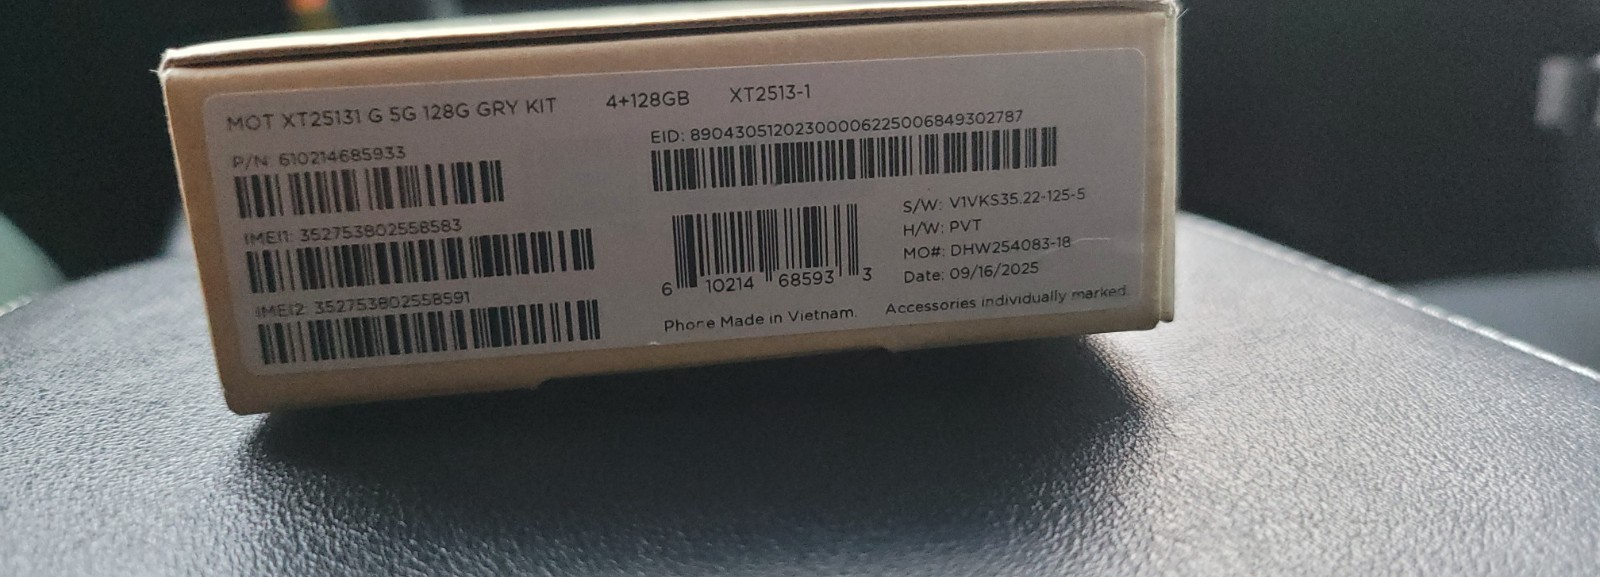 MOT XT25131 G 5G 128G GRY KIT 4+128GB XT2513-1
P/N 610214685933
EID: 89043051202300006225006849302787
IMEI1: 352753802558583
IMEI2: 352753802558591
6 10214 68593 3
S/W: V1VKS35.22-125-5
H/W: PVT
MO#: DHW254083-18
Date: 09/16/2025
Phone Made in Vietnam. Accessories individually marked.